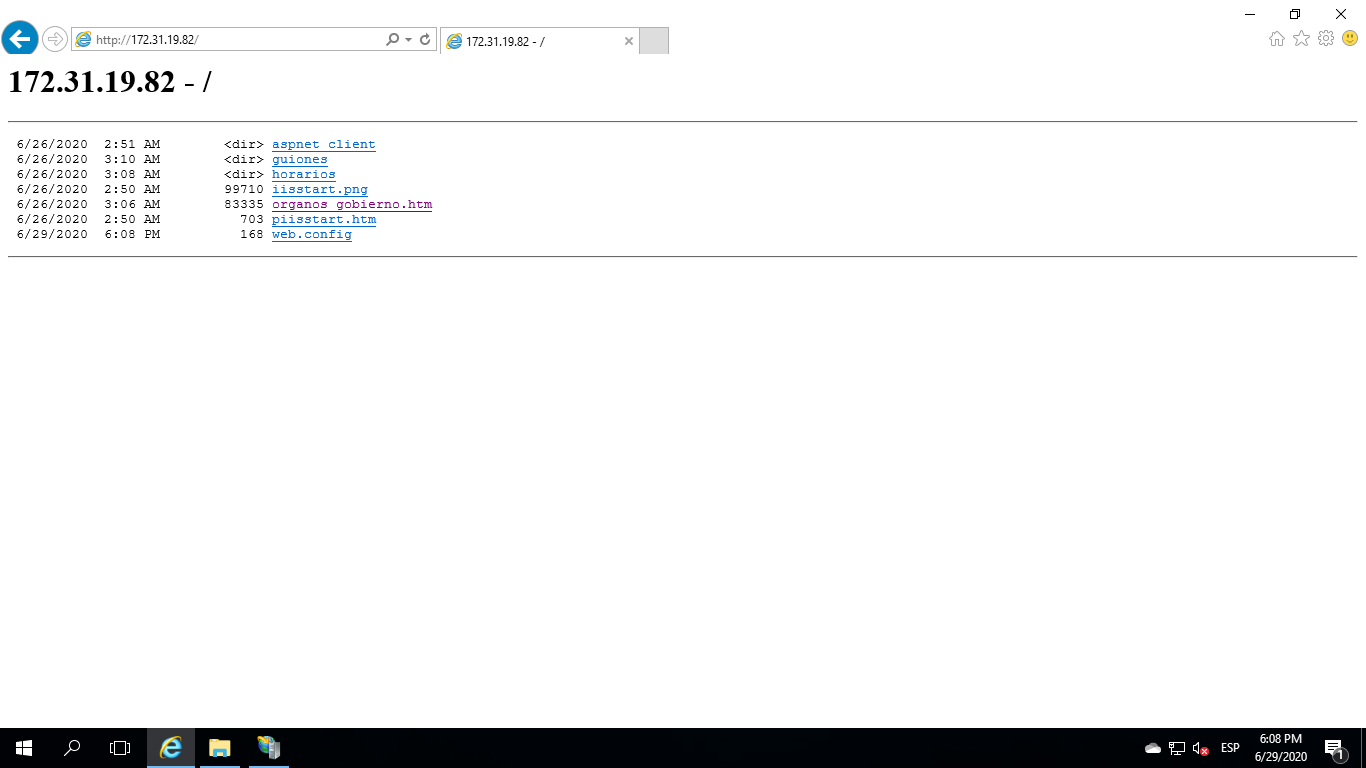 http://172.31.19.82/
172.31.19.82 - /
172.31.19.82 - /
6/26/2020 2:51 AM <dir> aspnet client
6/26/2020 3:10 AM <dir> guiones
6/26/2020 3:08 AM <dir> horarios
6/26/2020 2:50 AM 99710 iisstart.png
6/26/2020 3:06 AM 83335 organos gobierno.htm
6/26/2020 2:50 AM 703 piisstart.htm
6/29/2020 6:08 PM 168 web.config
ESP
6:08 PM
6/29/2020
1